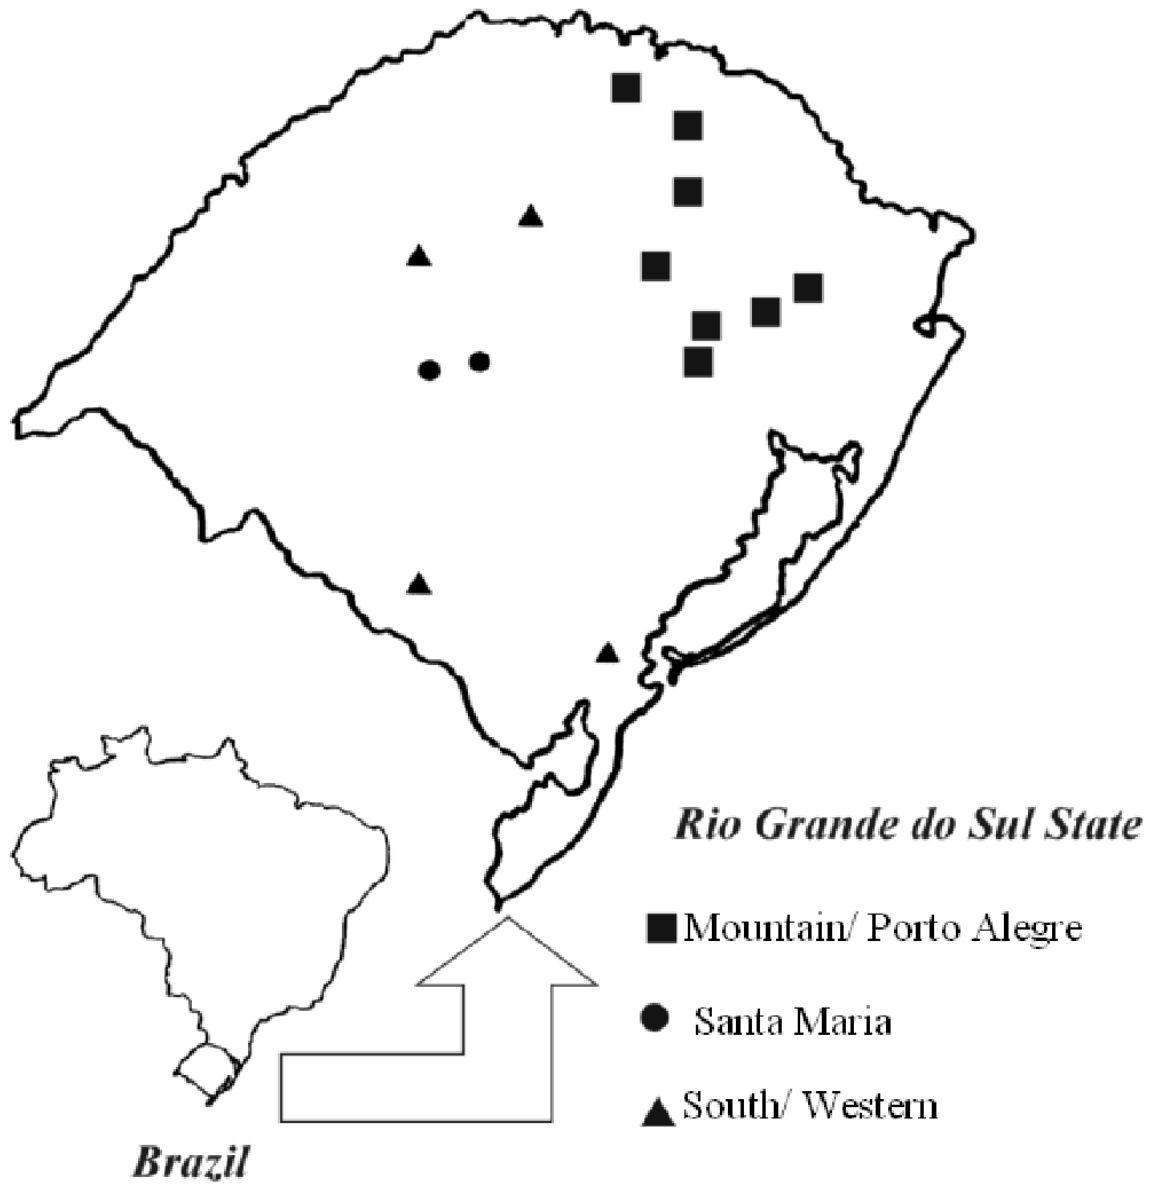 Rio Grande do Sul State
Mountain/ Porto Alegre
Santa Maria
South/ Western
Brazil